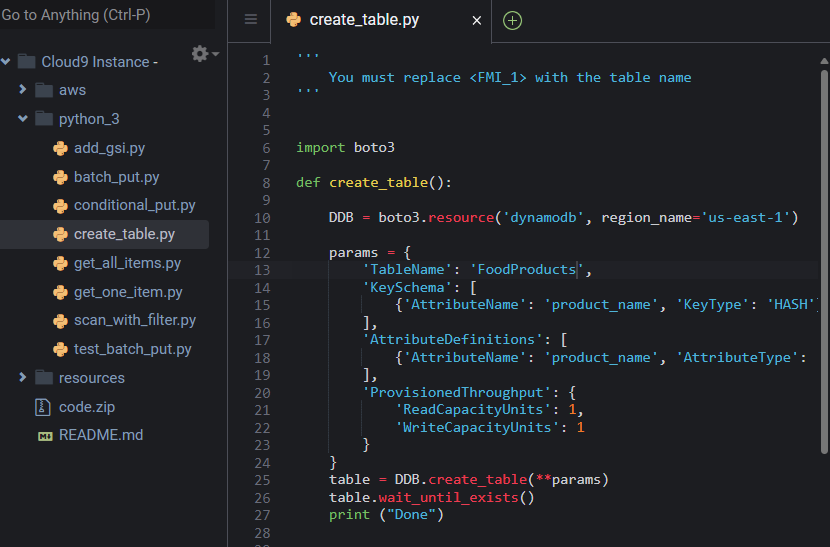 Go to Anything (Ctrl-P)
Cloud9 Instance -
aws
python_3
add_gsi.py
batch_put.py
conditional_put.py
create_table.py
get_all_items.py
get_one_item.py
scan_with_filter.py
test_batch_put.py
resources
code.zip
README.md
create_table.py ×
1 '''
2     You must replace <FMI_1> with the table name
3 '''
4
5
6 import boto3
7
8 def create_table():
9
10     DDB = boto3.resource('dynamodb', region_name='us-east-1')
11
12     params = {
13         'TableName': 'FoodProducts',
14         'KeySchema': [
15             {'AttributeName': 'product_name', 'KeyType': 'HASH'}
16         ],
17         'AttributeDefinitions': [
18             {'AttributeName': 'product_name', 'AttributeType':
19         ],
20         'ProvisionedThroughput': {
21             'ReadCapacityUnits': 1,
22             'WriteCapacityUnits': 1
23         }
24     }
25     table = DDB.create_table(**params)
26     table.wait_until_exists()
27     print ("Done")
28